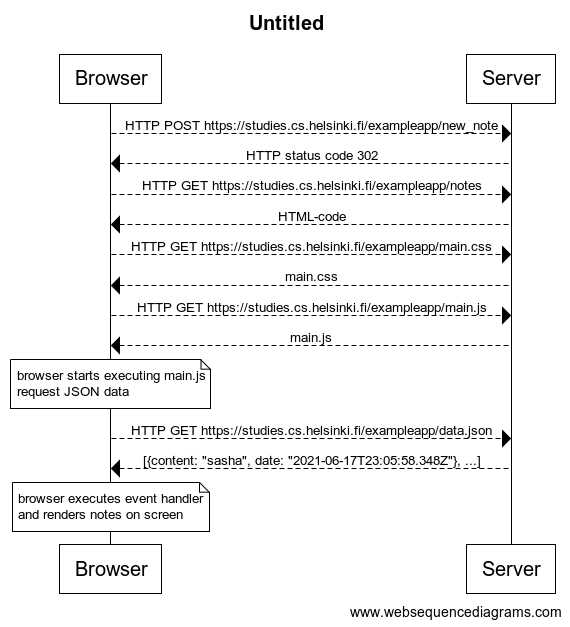 Untitled
Browser
Server
HTTP POST https://studies.cs.helsinki.fi/exampleapp/new_note
HTTP status code 302
HTTP GET https://studies.cs.helsinki.fi/exampleapp/notes
HTML-code
HTTP GET https://studies.cs.helsinki.fi/exampleapp/main.css
main.css
HTTP GET https://studies.cs.helsinki.fi/exampleapp/main.js
main.js
browser starts executing main.js
request JSON data
HTTP GET https://studies.cs.helsinki.fi/exampleapp/data.json
[{content: "sasha", date: "2021-06-17T23:05:58.348Z"}, ...]
browser executes event handler
and renders notes on screen
Browser
Server
www.websequencediagrams.com